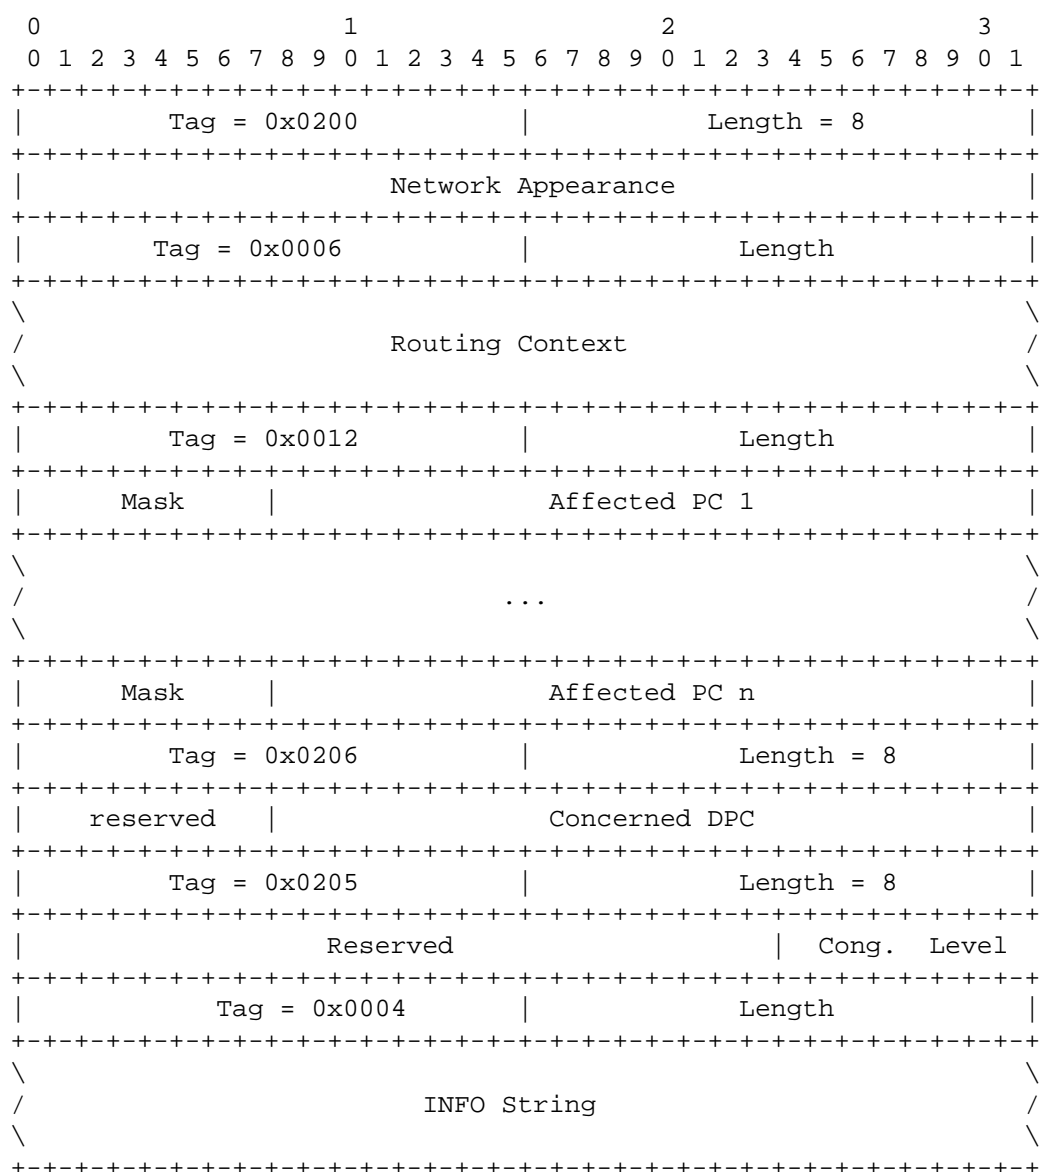 0                   1                   2                   3
0 1 2 3 4 5 6 7 8 9 0 1 2 3 4 5 6 7 8 9 0 1 2 3 4 5 6 7 8 9 0 1
+-+-+-+-+-+-+-+-+-+-+-+-+-+-+-+-+-+-+-+-+-+-+-+-+-+-+-+-+-+-+-+-+
|         Tag = 0x0200          |           Length = 8          |
+-+-+-+-+-+-+-+-+-+-+-+-+-+-+-+-+-+-+-+-+-+-+-+-+-+-+-+-+-+-+-+-+
|                       Network Appearance                      |
+-+-+-+-+-+-+-+-+-+-+-+-+-+-+-+-+-+-+-+-+-+-+-+-+-+-+-+-+-+-+-+-+
|        Tag = 0x0006           |             Length            |
+-+-+-+-+-+-+-+-+-+-+-+-+-+-+-+-+-+-+-+-+-+-+-+-+-+-+-+-+-+-+-+-+
\                                                               \
/                       Routing Context                         /
\                                                               \
+-+-+-+-+-+-+-+-+-+-+-+-+-+-+-+-+-+-+-+-+-+-+-+-+-+-+-+-+-+-+-+-+
|         Tag = 0x0012          |             Length            |
+-+-+-+-+-+-+-+-+-+-+-+-+-+-+-+-+-+-+-+-+-+-+-+-+-+-+-+-+-+-+-+-+
|      Mask     |                 Affected PC 1                 |
+-+-+-+-+-+-+-+-+-+-+-+-+-+-+-+-+-+-+-+-+-+-+-+-+-+-+-+-+-+-+-+-+
\                                                               \
/                              ...                              /
\                                                               \
+-+-+-+-+-+-+-+-+-+-+-+-+-+-+-+-+-+-+-+-+-+-+-+-+-+-+-+-+-+-+-+-+
|      Mask     |                 Affected PC n                 |
+-+-+-+-+-+-+-+-+-+-+-+-+-+-+-+-+-+-+-+-+-+-+-+-+-+-+-+-+-+-+-+-+
|         Tag = 0x0206          |             Length = 8        |
+-+-+-+-+-+-+-+-+-+-+-+-+-+-+-+-+-+-+-+-+-+-+-+-+-+-+-+-+-+-+-+-+
|    reserved   |                 Concerned DPC                 |
+-+-+-+-+-+-+-+-+-+-+-+-+-+-+-+-+-+-+-+-+-+-+-+-+-+-+-+-+-+-+-+-+
|         Tag = 0x0205          |             Length = 8        |
+-+-+-+-+-+-+-+-+-+-+-+-+-+-+-+-+-+-+-+-+-+-+-+-+-+-+-+-+-+-+-+-+
|                   Reserved                    |  Cong.  Level
+-+-+-+-+-+-+-+-+-+-+-+-+-+-+-+-+-+-+-+-+-+-+-+-+-+-+-+-+-+-+-+-+
|            Tag = 0x0004       |             Length            |
+-+-+-+-+-+-+-+-+-+-+-+-+-+-+-+-+-+-+-+-+-+-+-+-+-+-+-+-+-+-+-+-+
\                                                               \
/                         INFO String                           /
\                                                               \
+-+-+-+-+-+-+-+-+-+-+-+-+-+-+-+-+-+-+-+-+-+-+-+-+-+-+-+-+-+-+-+-+